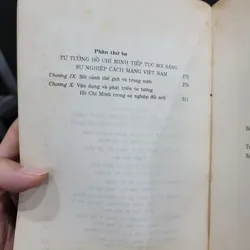 Phần thứ ba
TƯ TƯỞNG HỒ CHÍ MINH TIẾP TỤC SOI SÁNG
SỰ NGHIỆP CÁCH MẠNG VIỆT NAM
Chương IX: Bối cảnh thế giới và trong nước
Chương X: Vận dụng và phát triển tư tưởng
Hồ Chí Minh trong sự nghiệp đổi mới